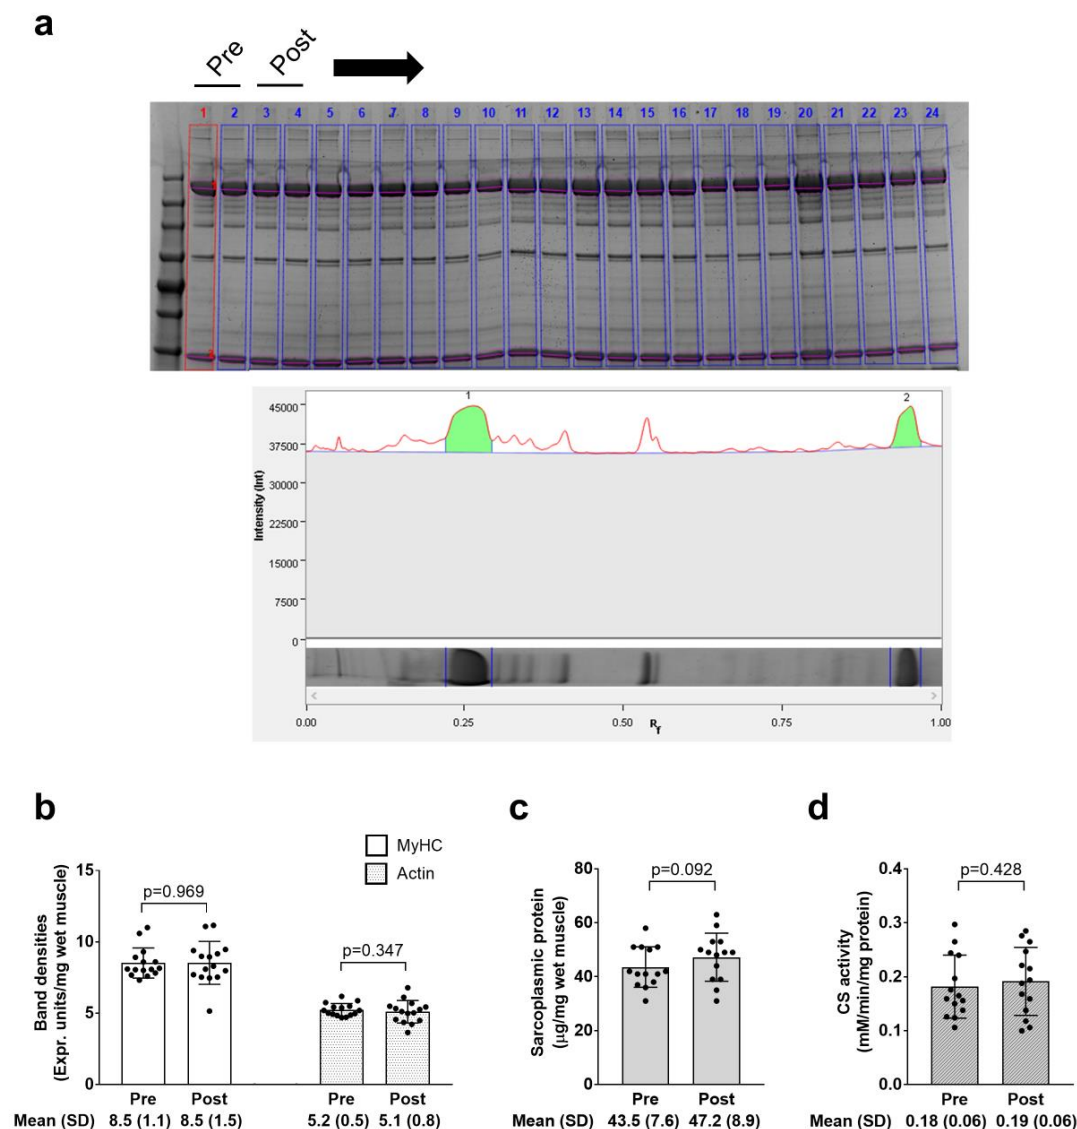 a
Pre Post
1 2 3 4 5 6 7 8 9 10 11 12 13 14 15 16 17 18 19 20 21 22 23 24
1
2
45000
37500
30000
22500
15000
7500
0
Intensity (Int)
1 2
0.00 0.25 0.50 0.75 1.00
Rf
b
MyHC
Actin
Band densities
(Expr. units/mg wet muscle)
15
10
5
0
p=0.969
p=0.347
Pre Post Pre Post
Mean (SD) 8.5 (1.1) 8.5 (1.5) 5.2 (0.5) 5.1 (0.8)
c
Sarcoplasmic protein
(µg/mg wet muscle)
80
60
40
20
0
p=0.092
Pre Post
Mean (SD) 43.5 (7.6) 47.2 (8.9)
d
CS activity
(mM/min/mg protein)
0.4
0.3
0.2
0.1
0.0
p=0.428
Pre Post
Mean (SD) 0.18 (0.06) 0.19 (0.06)